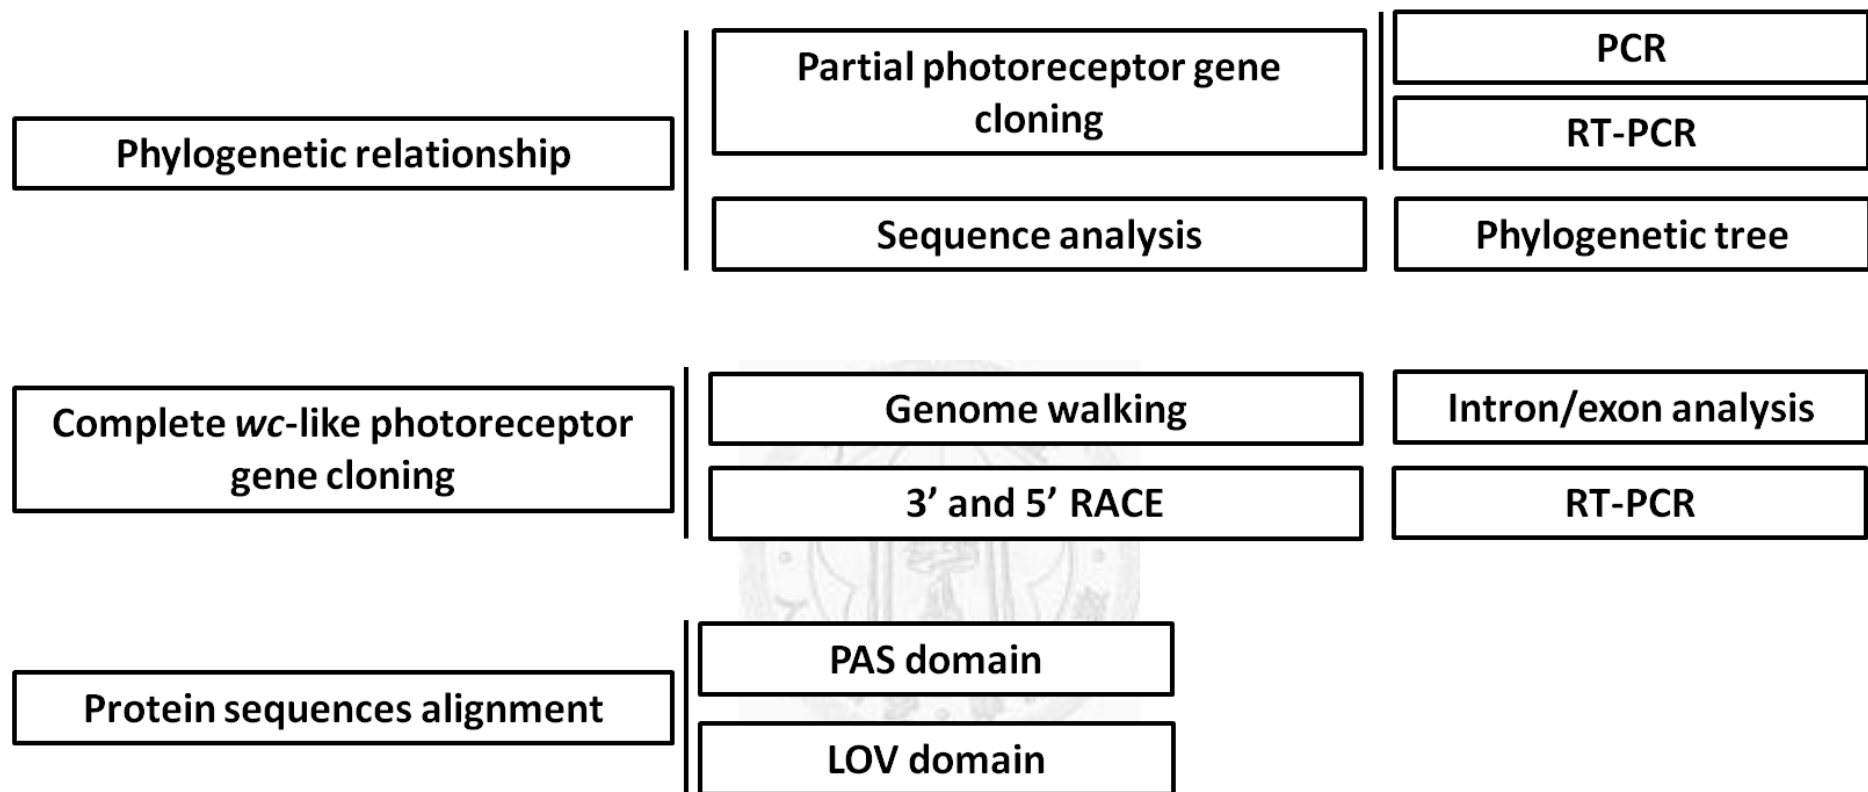 Phylogenetic relationship
Partial photoreceptor gene
cloning
PCR
RT-PCR
Sequence analysis
Phylogenetic tree
Complete wc-like photoreceptor
gene cloning
Genome walking
Intron/exon analysis
3’ and 5’ RACE
RT-PCR
Protein sequences alignment
PAS domain
LOV domain